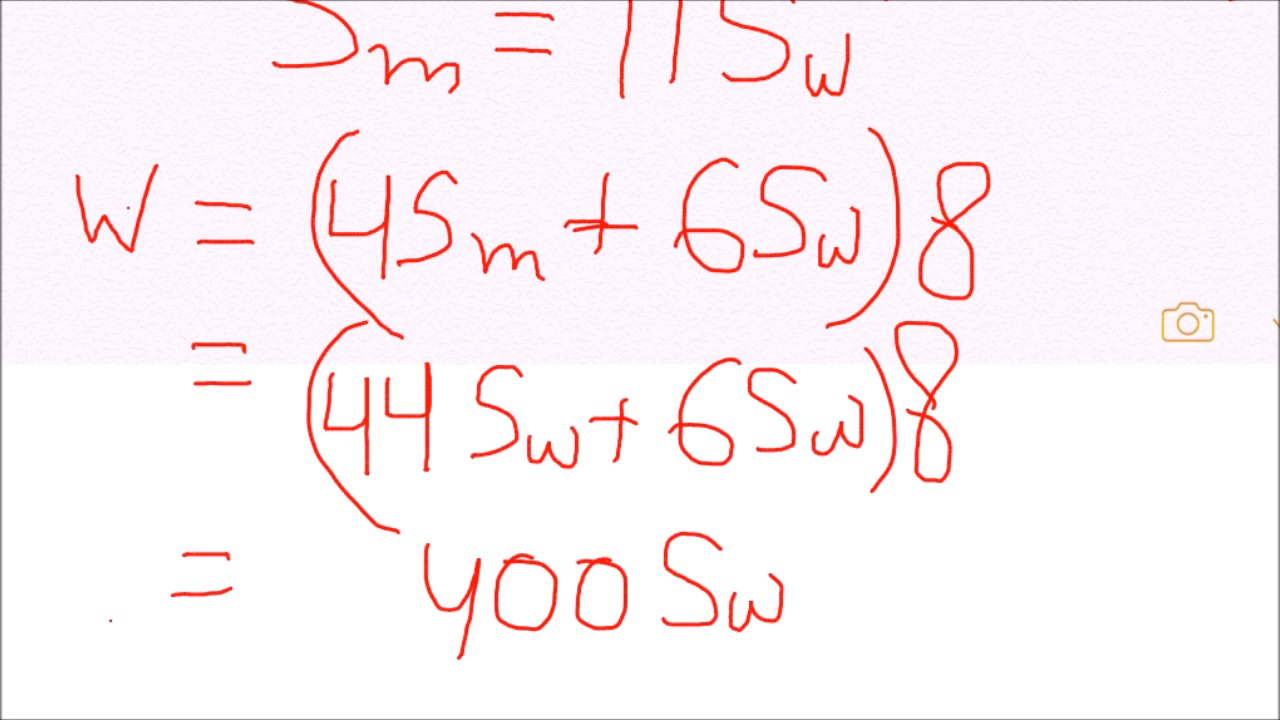 Sm = 11Sw
W = (4Sm + 6Sw)8
= (44Sw + 6Sw)8
= 400Sw